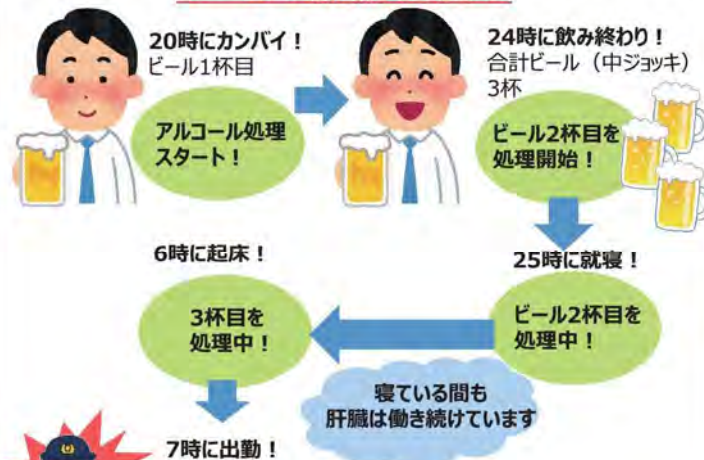 20時にカンパイ！
ビール1杯目
アルコール処理
スタート！
24時に飲み終わり！
合計ビール（中ジョッキ）
3杯
ビール2杯目を
処理開始！
25時に就寝！
ビール2杯目を
処理中！
6時に起床！
3杯目を
処理中！
寝ている間も
肝臓は働き続けています
7時に出勤！